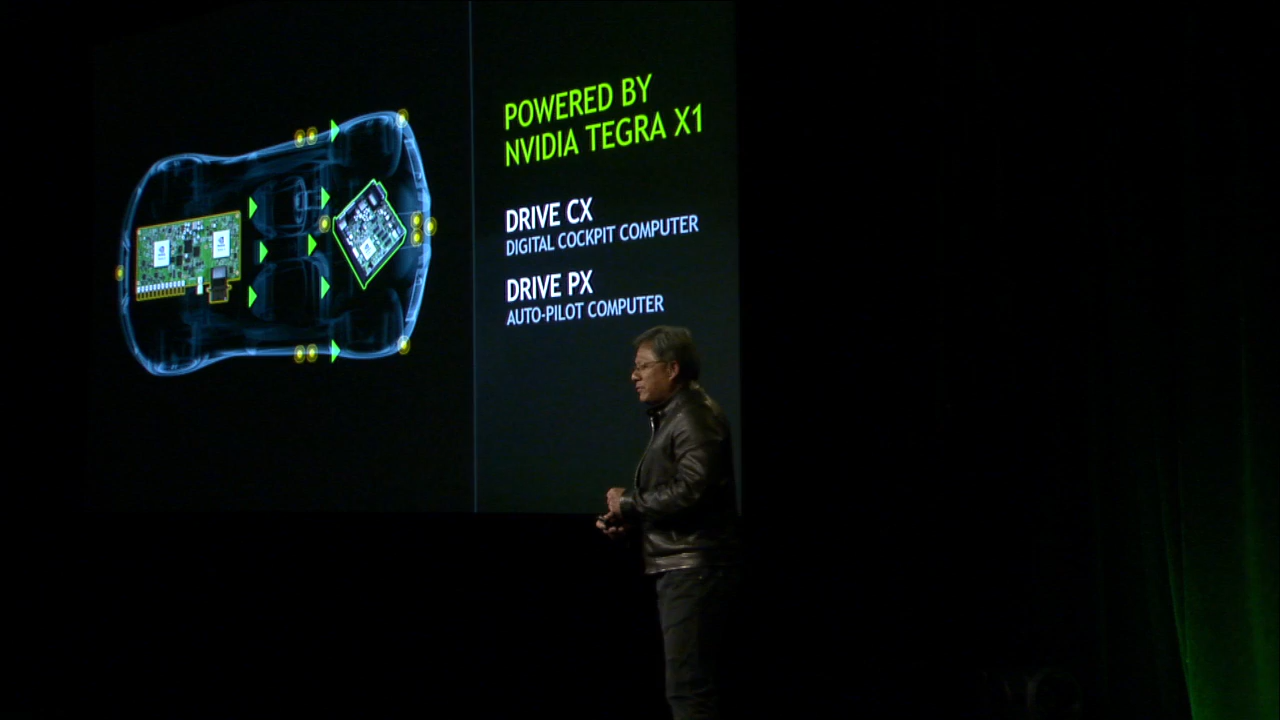 POWERED BY
NVIDIA TEGRA X1
DRIVE CX
DIGITAL COCKPIT COMPUTER
DRIVE PX
AUTO-PILOT COMPUTER